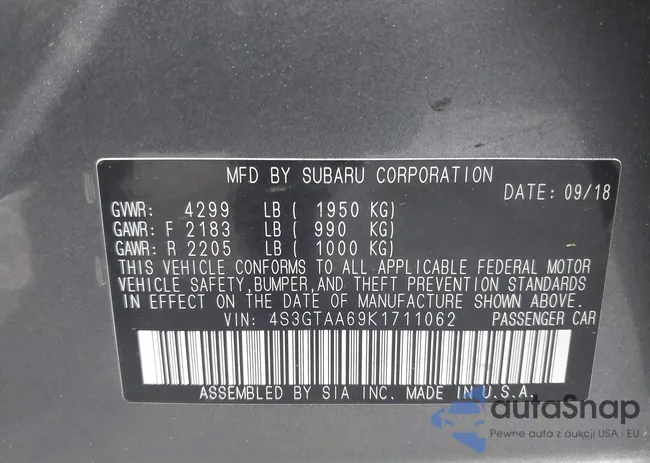 MFD BY SUBARU CORPORATION
DATE: 09/18
GVWR: 4299 LB ( 1950 KG)
GAWR: F 2183 LB ( 990 KG)
GAWR: R 2205 LB ( 1000 KG)
THIS VEHICLE CONFORMS TO ALL APPLICABLE FEDERAL MOTOR
VEHICLE SAFETY,BUMPER,AND THEFT PREVENTION STANDARDS
IN EFFECT ON THE DATE OF MANUFACTURE SHOWN ABOVE.
VIN: 4S3GTAA69K1711062 PASSENGER CAR
ASSEMBLED BY SIA INC. MADE IN U.S.A.
autaSnap
Pewne auta z aukcji USA i EU